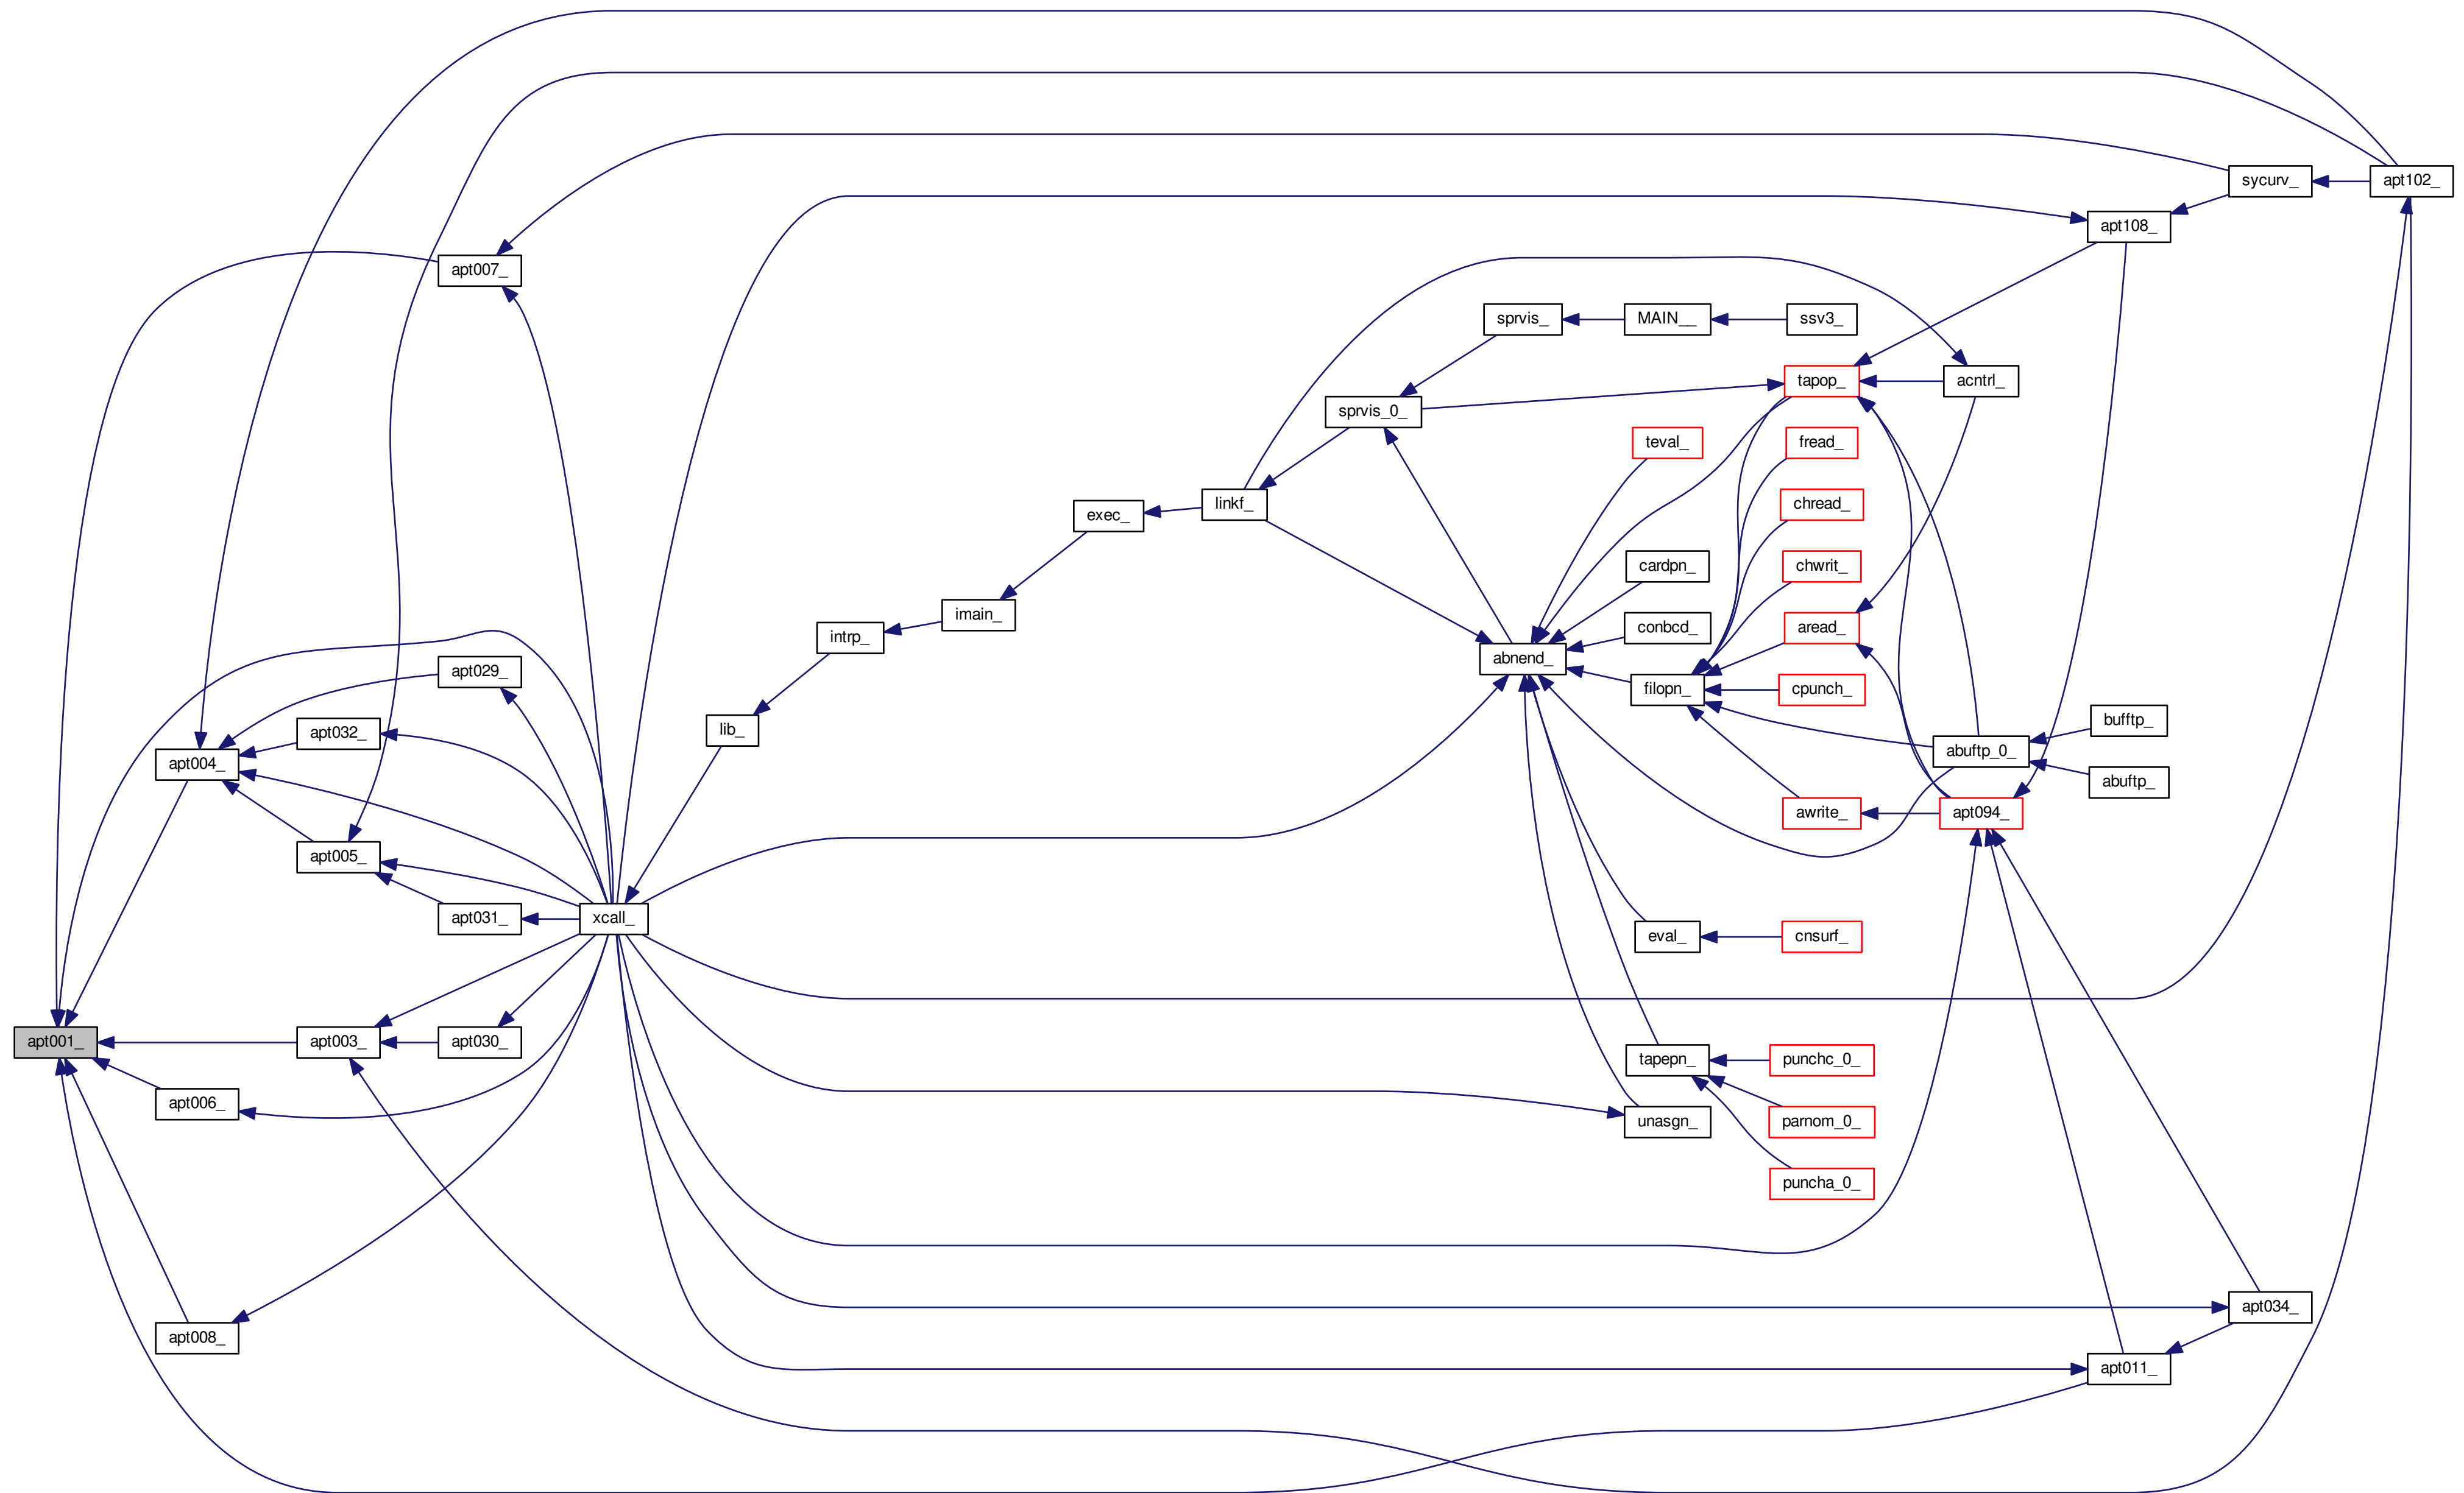 sycurv_
apt102_
apt108_
apt007_
sprvis_
MAIN__
ssv3_
tapop_
acntrl_
sprvis_0_
teval_
fread_
linkf_
chread_
exec_
cardpn_
chwrit_
imain_
conbcd_
aread_
intrp_
abnend_
apt029_
filopn_
cpunch_
lib_
apt032_
bufftp_
apt004_
abuftp_0_
abuftp_
awrite_
apt094_
apt005_
apt031_
xcall_
eval_
cnsurf_
apt001_
apt003_
apt030_
tapepn_
punchc_0_
apt006_
unasgn_
parnom_0_
puncha_0_
apt034_
apt008_
apt011_